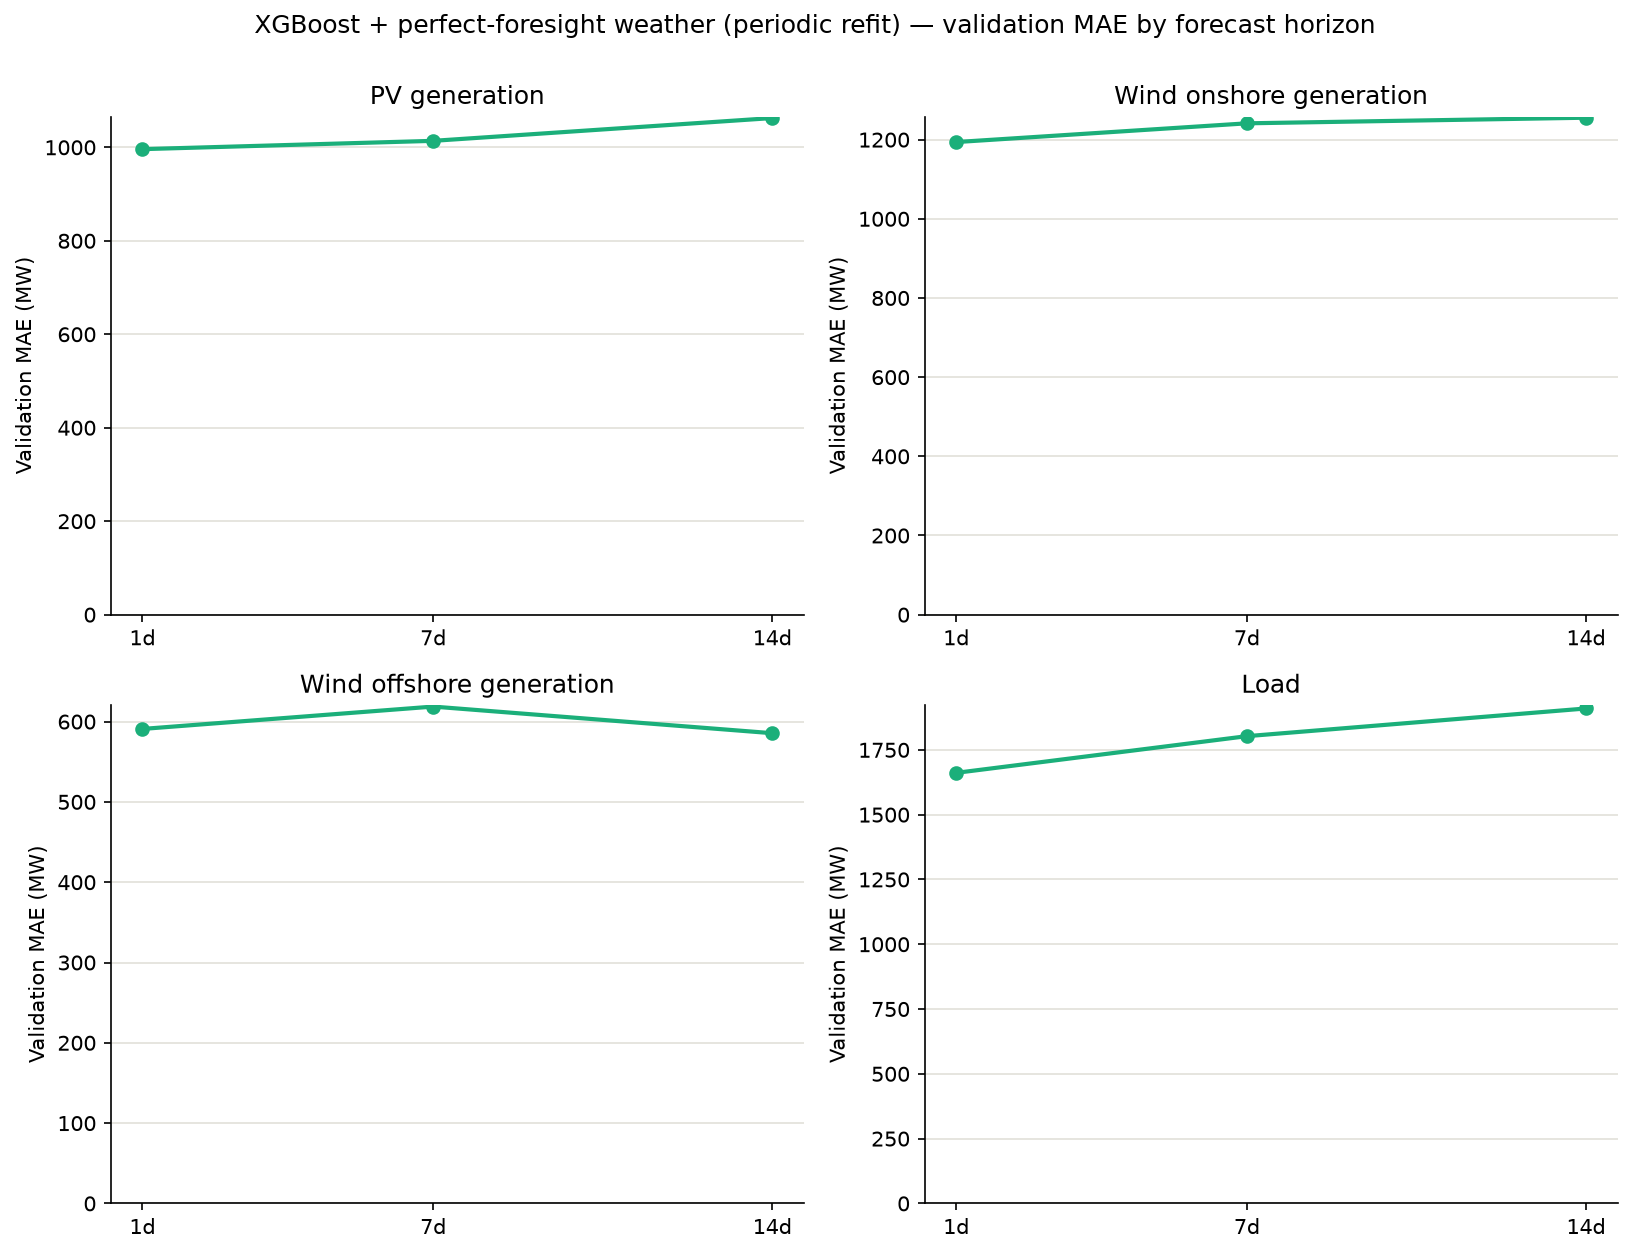 XGBoost + perfect-foresight weather (periodic refit) — validation MAE by forecast horizon
PV generation
Validation MAE (MW)
1000
800
600
400
200
0
1d 7d 14d
Wind onshore generation
Validation MAE (MW)
1200
1000
800
600
400
200
0
1d 7d 14d
Wind offshore generation
Validation MAE (MW)
600
500
400
300
200
100
0
1d 7d 14d
Load
Validation MAE (MW)
1750
1500
1250
1000
750
500
250
0
1d 7d 14d